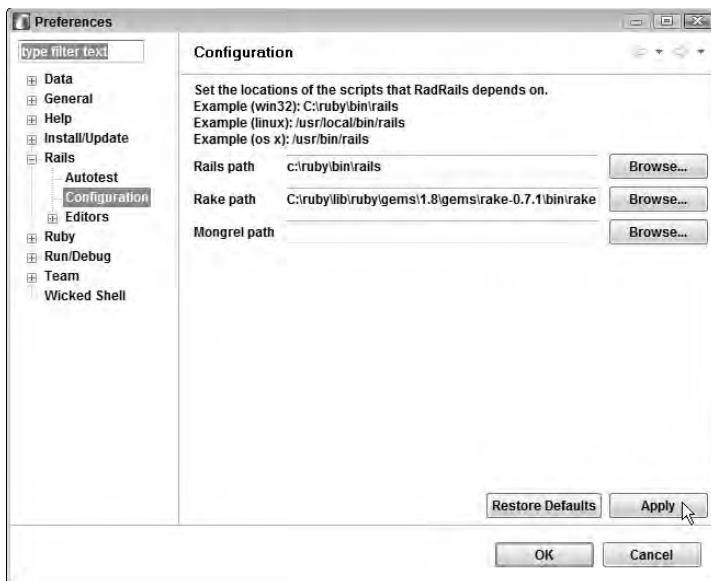 Preferences
type filter text
Data
General
Help
Install/Update
Rails
Autotest
Configuration
Editors
Ruby
Run/Debug
Team
Wicked Shell
Configuration
Set the locations of the scripts that RadRails depends on.
Example (win32): C:\ruby\bin\rails
Example (linux): /usr/local/bin/rails
Example (os x): /usr/bin/rails
Rails path c:\ruby\bin\rails Browse...
Rake path C:\ruby\lib\ruby\gems\1.8\gems\rake-0.7.1\bin\rake Browse...
Mongrel path Browse...
Restore Defaults Apply
OK Cancel